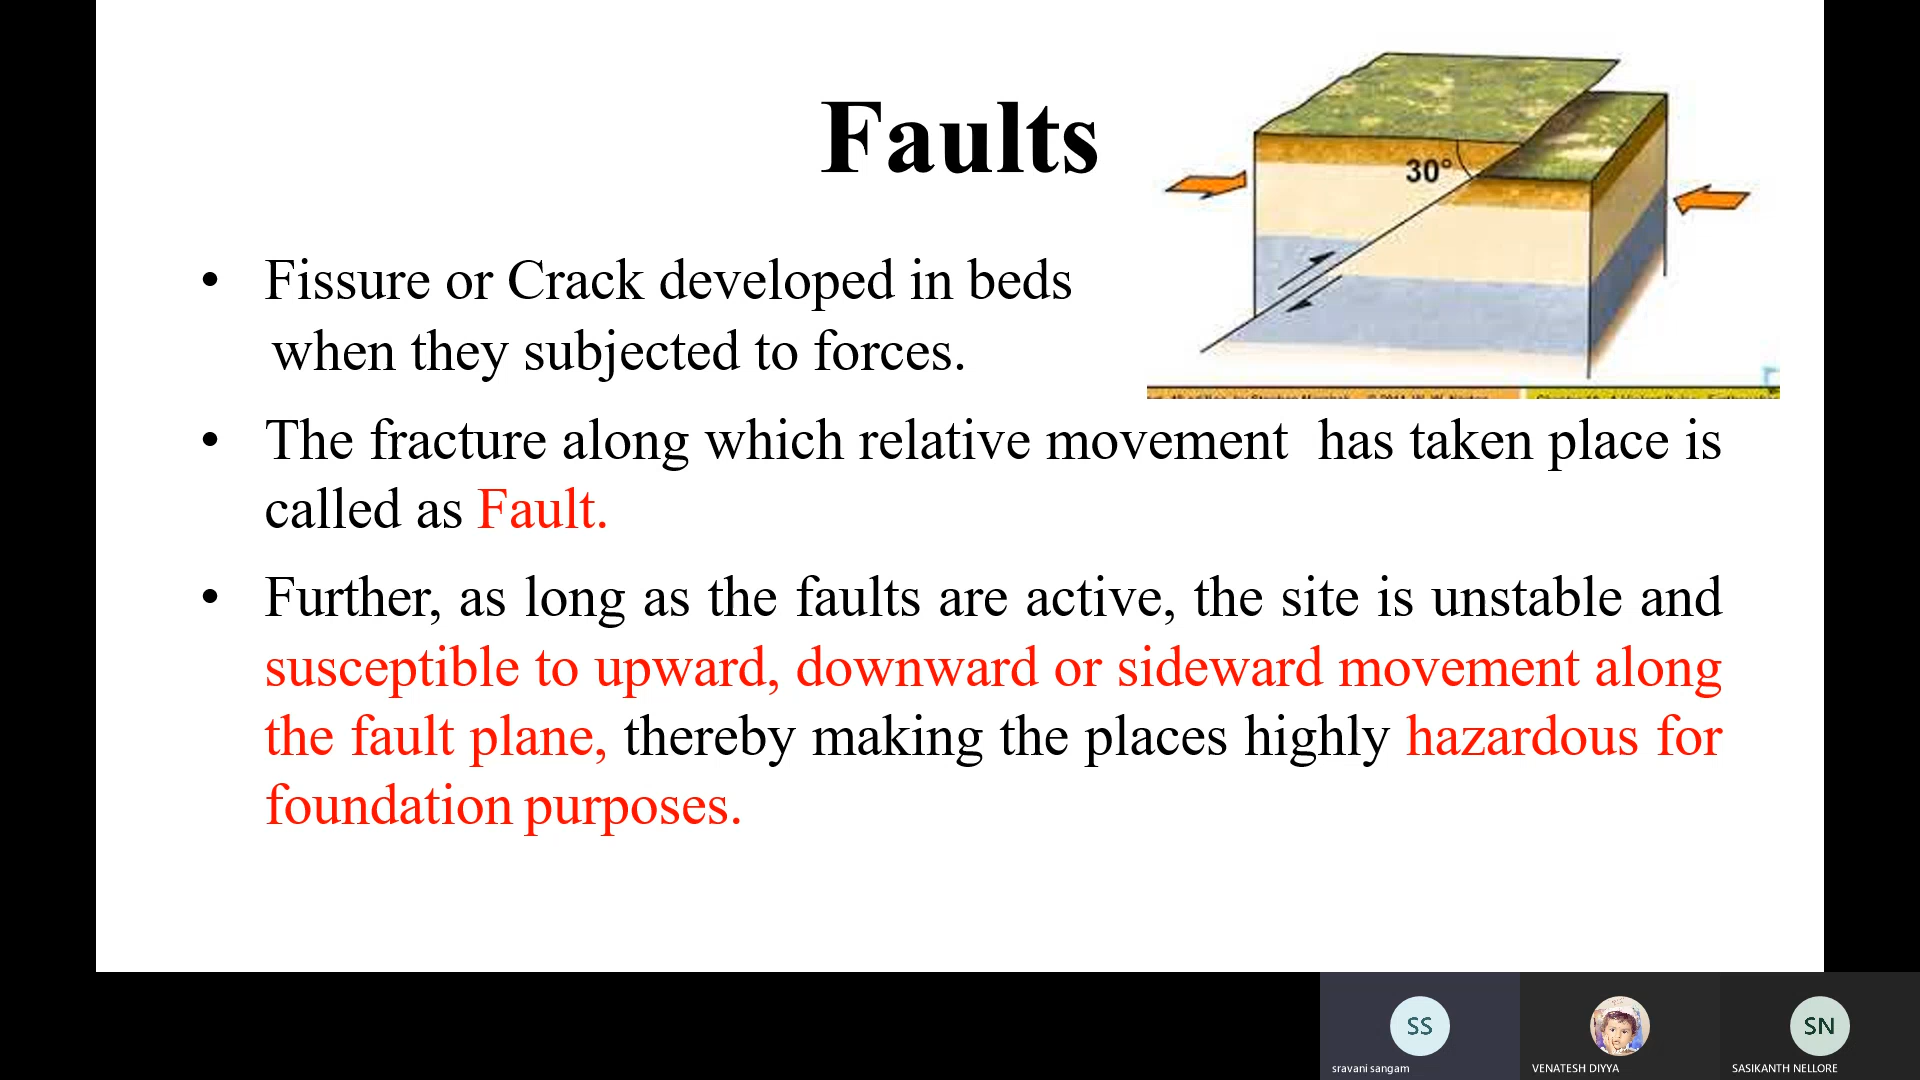 Faults
30°
• Fissure or Crack developed in beds
when they subjected to forces.
• The fracture along which relative movement has taken place is
called as Fault.
• Further, as long as the faults are active, the site is unstable and
susceptible to upward, downward or sideward movement along
the fault plane, thereby making the places highly hazardous for
foundation purposes.
SS
SN
sravani sangam
VENATESH DIYYA
SASIKANTH NELLORE